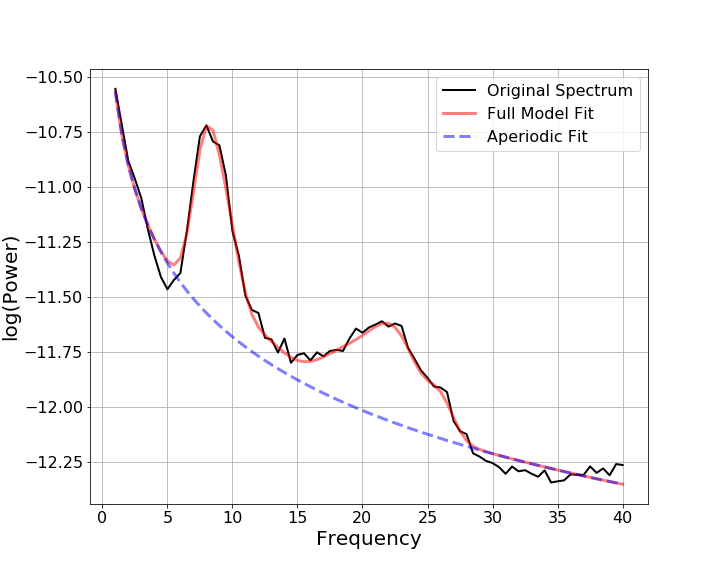 Original Spectrum
Full Model Fit
Aperiodic Fit
−10.50
−10.75
−11.00
−11.25
−11.50
−11.75
−12.00
−12.25
log(Power)
0 5 10 15 20 25 30 35 40
Frequency